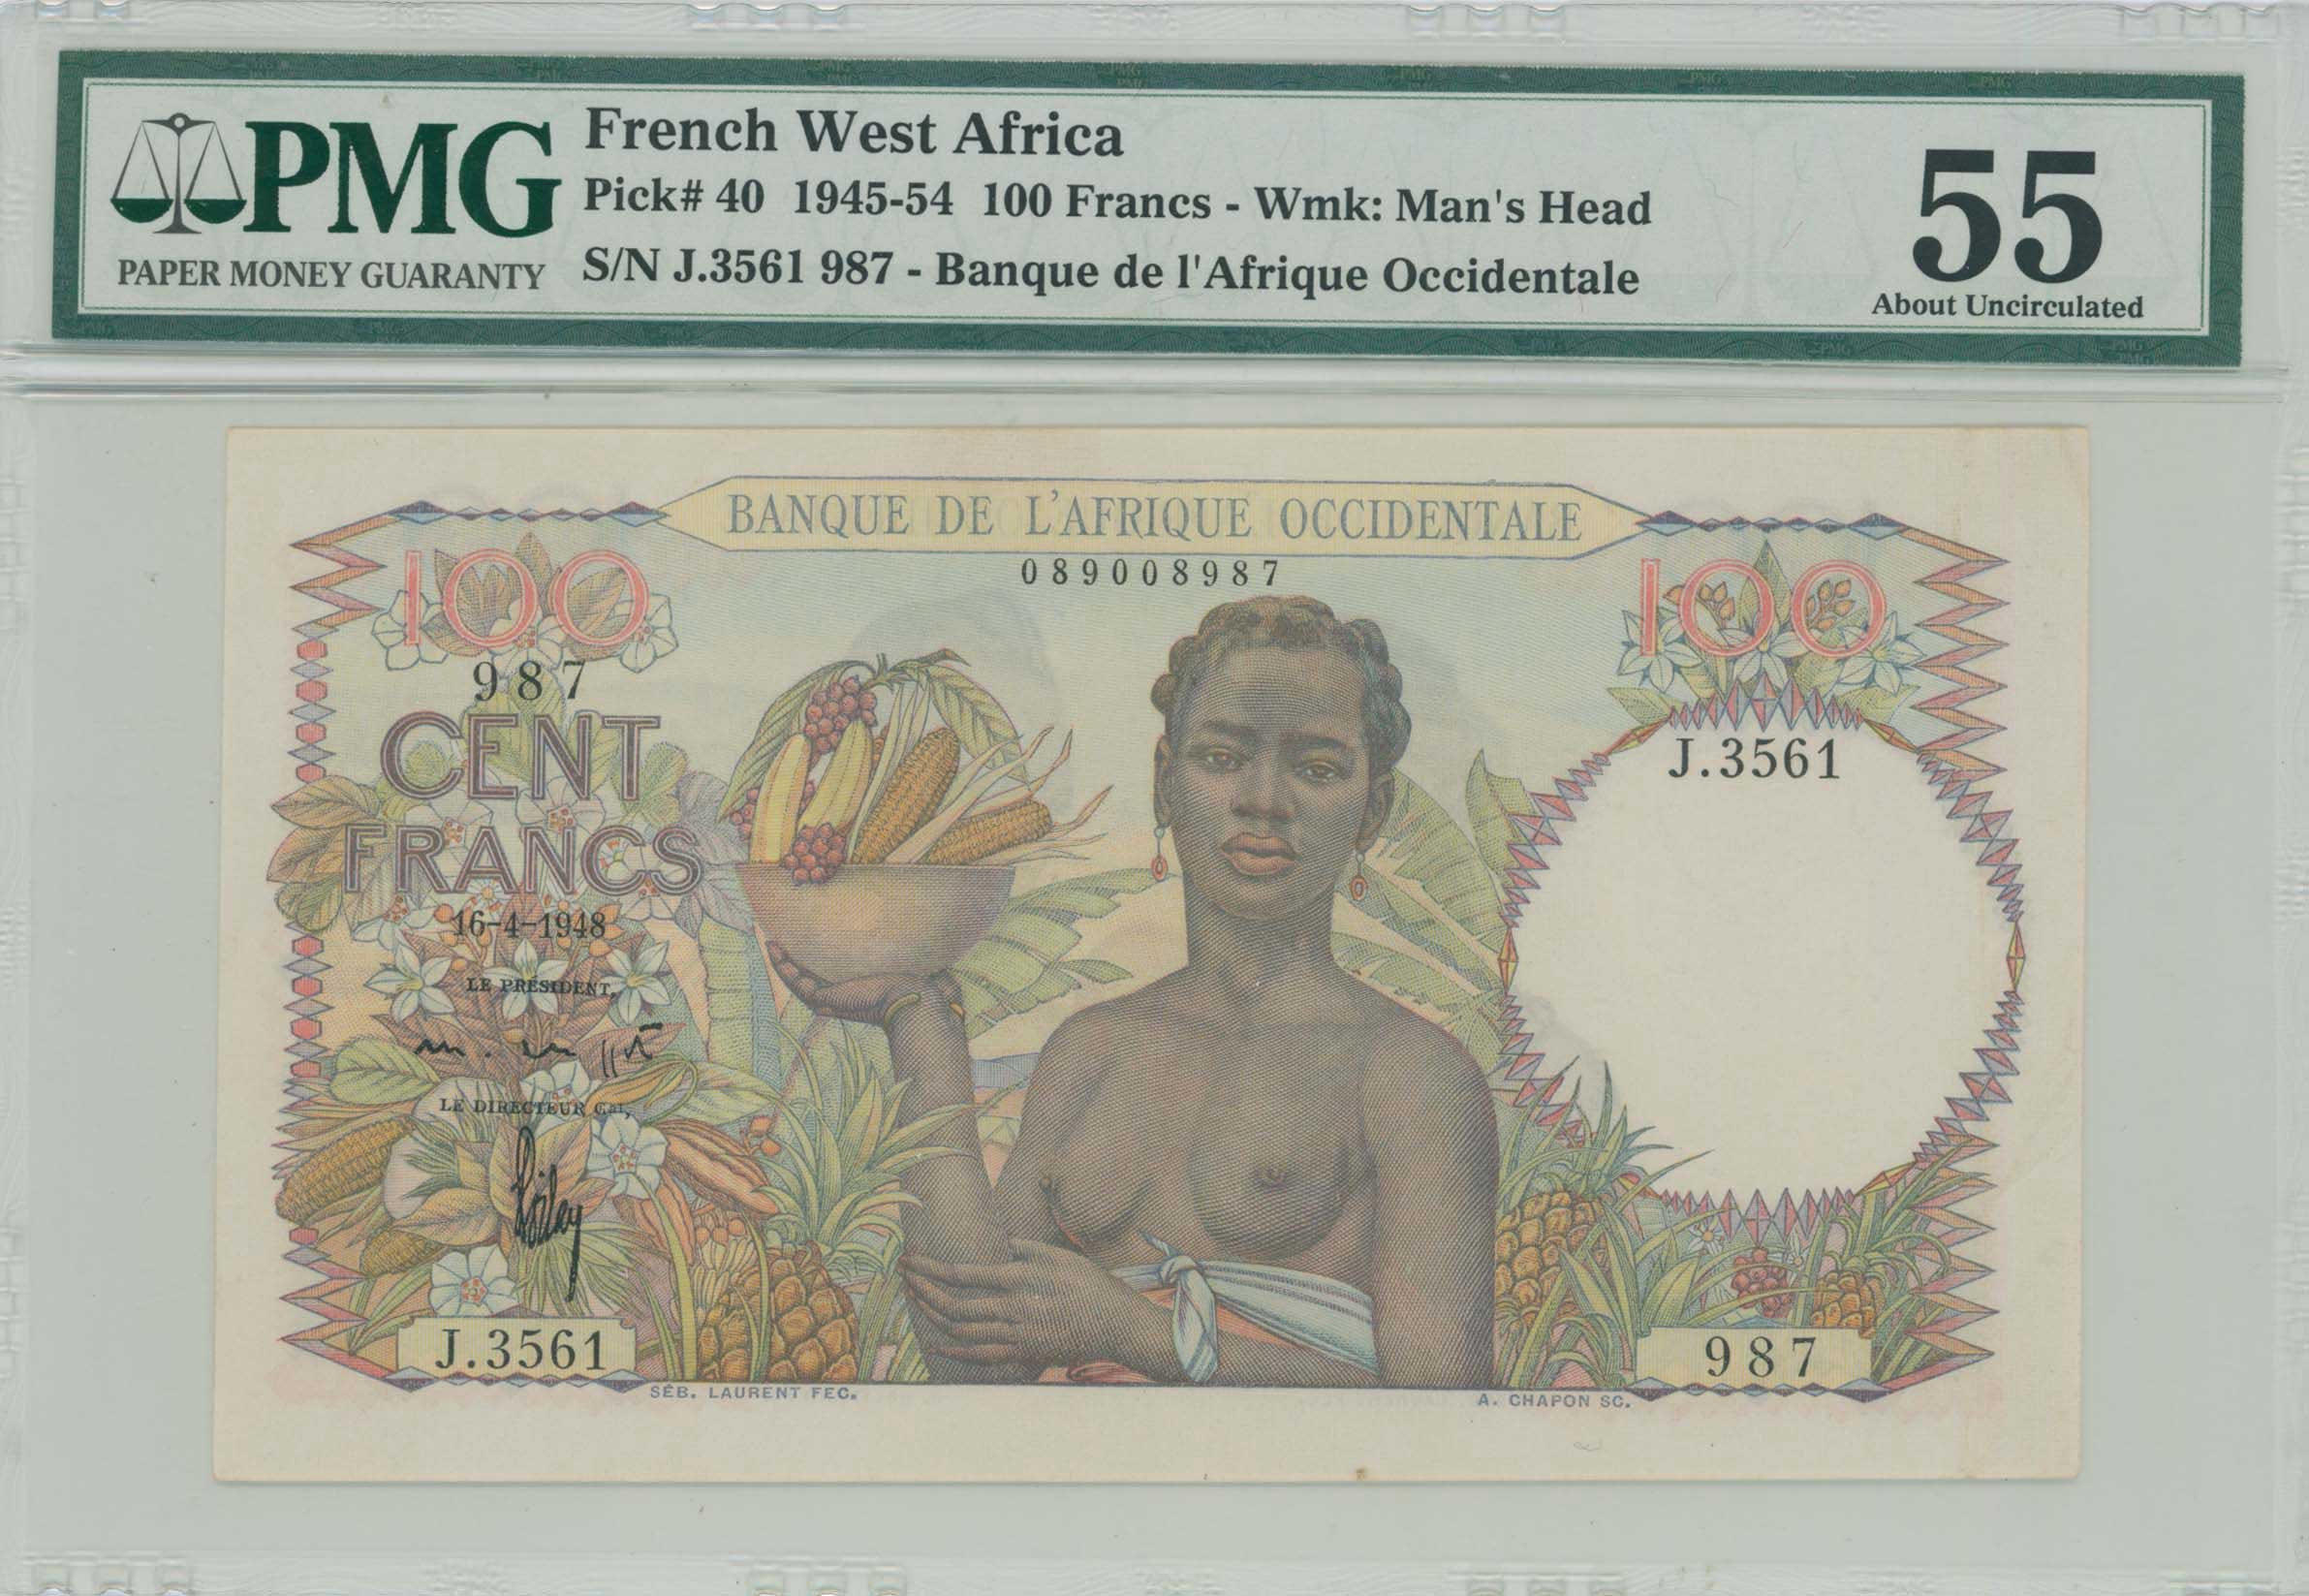 PMG
PAPER MONEY GUARANTY
French West Africa
Pick# 40 1945-54 100 Francs - Wmk: Man's Head
S/N J.3561 987 - Banque de l'Afrique Occidentale
55
About Uncirculated
BANQUE DE L'AFRIQUE OCCIDENTALE
089008987
100
100
987
J.3561
CENT
FRANCS
16-4-1948
LE PRÉSIDENT,
LE DIRECTEUR Gal,
J.3561
987
SÉB. LAURENT FEC.
A. CHAPON SC.